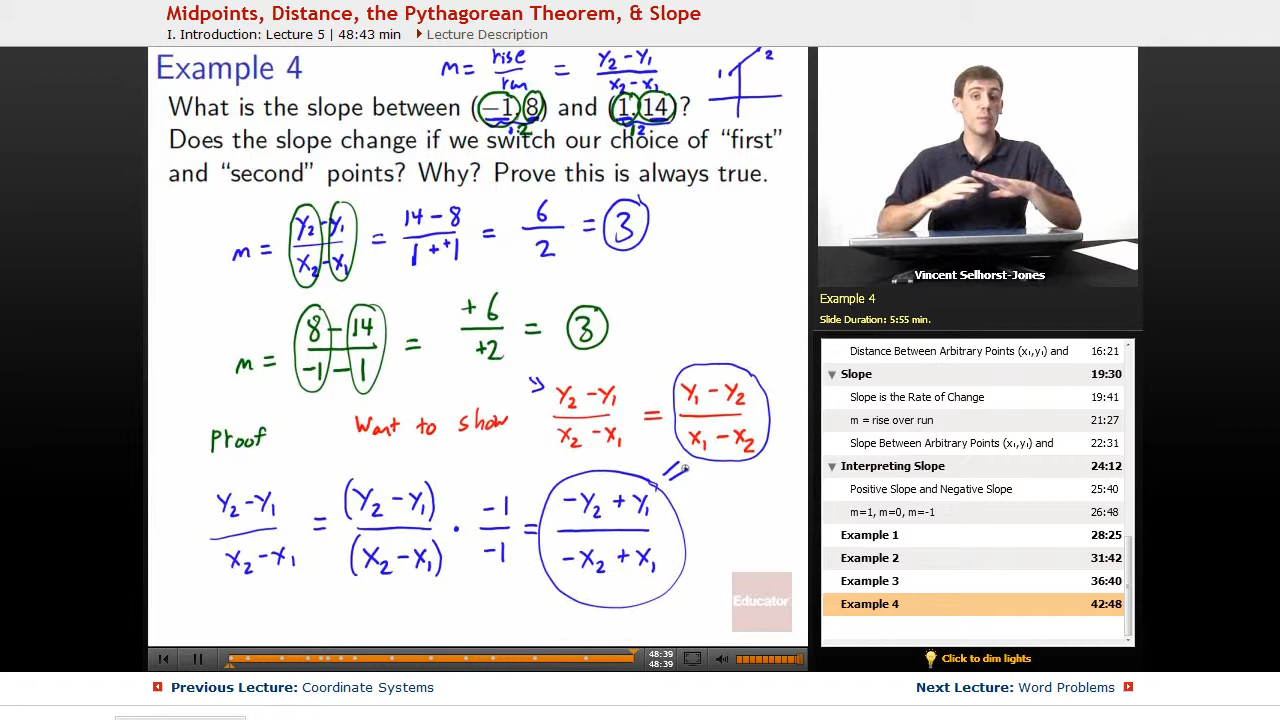 Midpoints, Distance, the Pythagorean Theorem, & Slope
I. Introduction: Lecture 5 | 48:43 min
Lecture Description
Example 4
m = rise/run = y₂-y₁/x₂-x₁
1 2
What is the slope between (−1, 8) and (1, 14)?
1 2 1 2
Does the slope change if we switch our choice of “first”
and “second” points? Why? Prove this is always true.
m = y₂-y₁/x₂-x₁ = 14-8/1++1 = 6/2 = 3
m = 8-14/-1-1 = +6/+2 = 3
Proof Want to show y₂-y₁/x₂-x₁ = y₁-y₂/x₁-x₂
y₂-y₁/x₂-x₁ = (y₂-y₁)/(x₂-x₁) · -1/-1 = -y₂+y₁/-x₂+x₁
Educator
Vincent Selhorst-Jones
Example 4
Slide Duration: 5:55 min.
Distance Between Arbitrary Points (x₁,y₁) and 16:21
Slope 19:30
Slope is the Rate of Change 19:41
m = rise over run 21:27
Slope Between Arbitrary Points (x₁,y₁) and 22:31
Interpreting Slope 24:12
Positive Slope and Negative Slope 25:40
m=1, m=0, m=-1 26:48
Example 1 28:25
Example 2 31:42
Example 3 36:40
Example 4 42:48
48:39
48:39
Click to dim lights
Previous Lecture: Coordinate Systems
Next Lecture: Word Problems